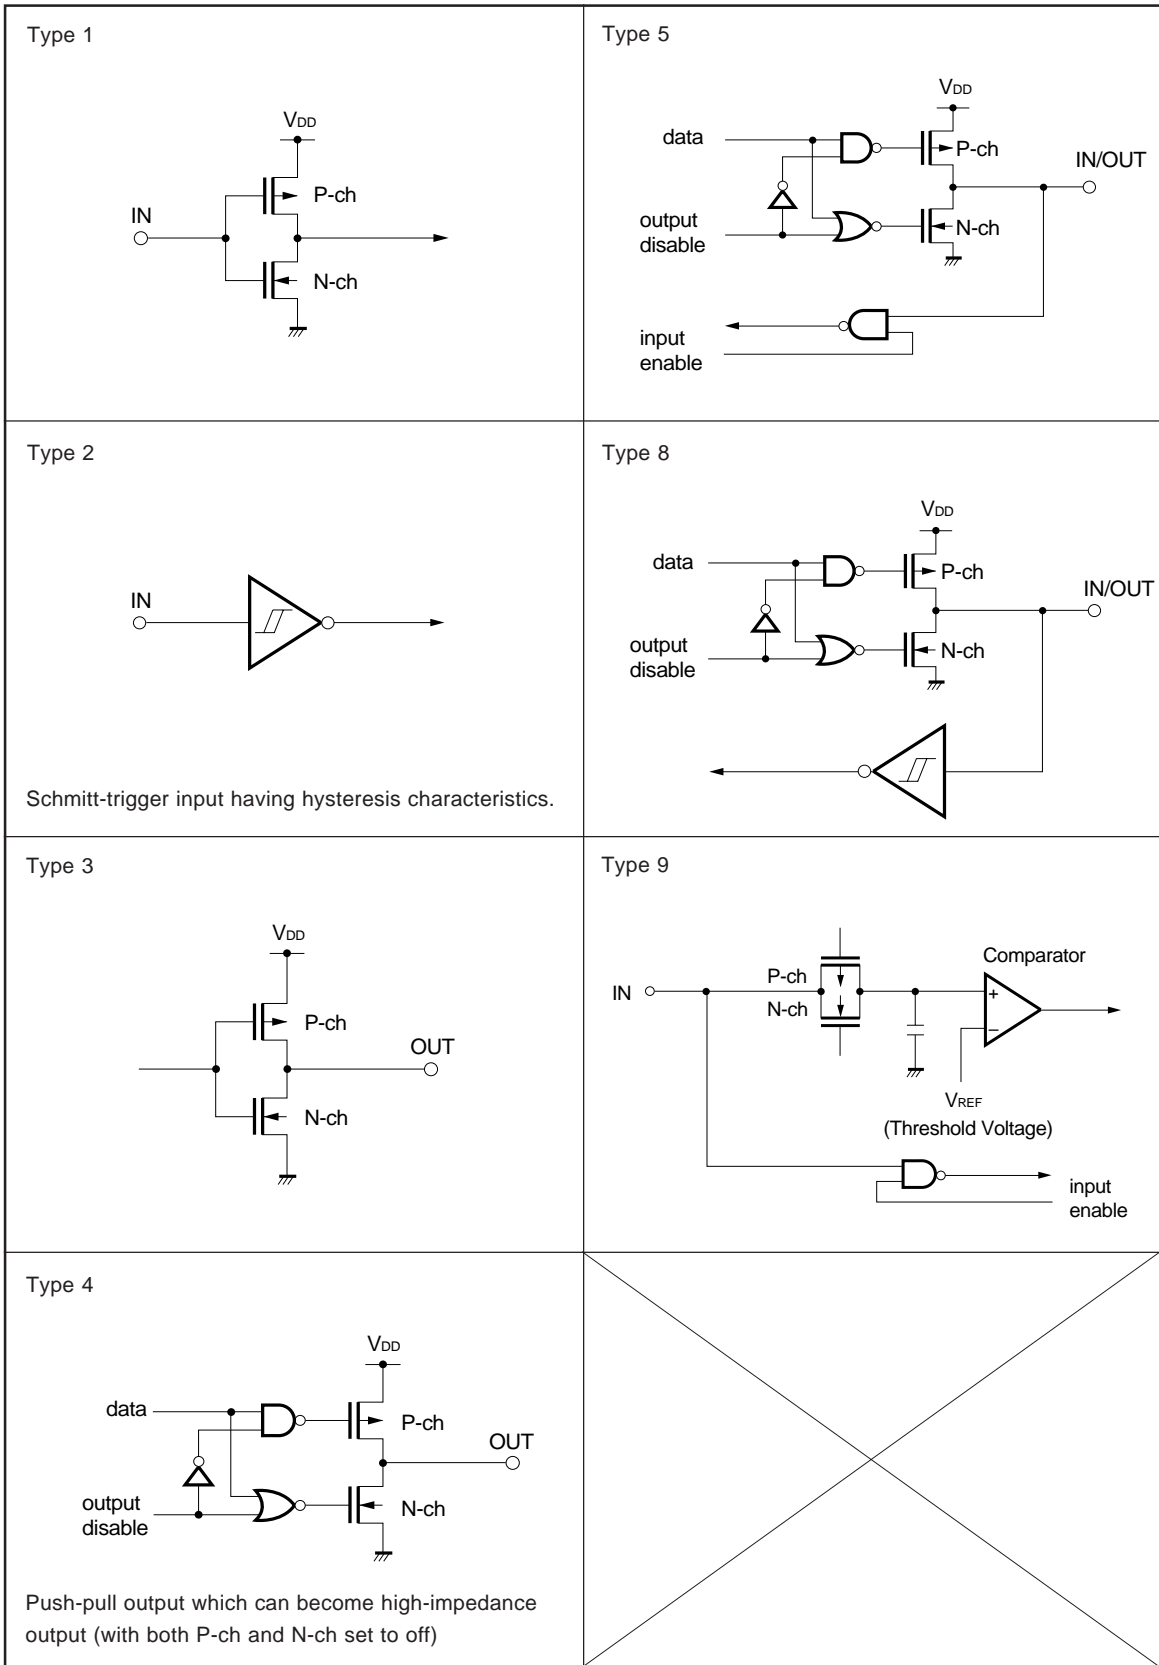 Type 1
VDD
P-ch
IN
N-ch
Type 5
VDD
data
P-ch
IN/OUT
output
disable
N-ch
input
enable
Type 2
IN
Schmitt-trigger input having hysteresis characteristics.
Type 8
VDD
data
P-ch
IN/OUT
output
disable
N-ch
Type 3
VDD
P-ch
OUT
N-ch
Type 9
Comparator
P-ch
IN
N-ch
+
−
VREF
(Threshold Voltage)
input
enable
Type 4
VDD
data
P-ch
OUT
output
disable
N-ch
Push-pull output which can become high-impedance
output (with both P-ch and N-ch set to off)